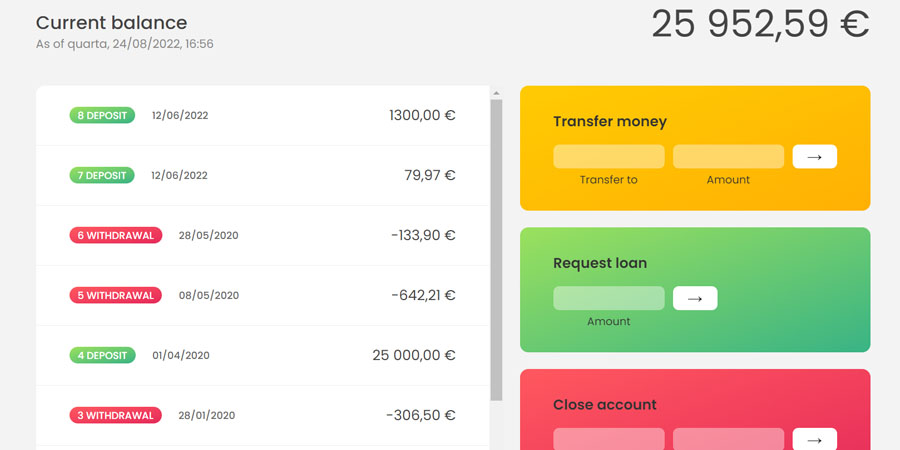 Current balance
As of quarta, 24/08/2022, 16:56
25 952,59 €
8 DEPOSIT 12/06/2022 1300,00 €
7 DEPOSIT 12/06/2022 79,97 €
6 WITHDRAWAL 28/05/2020 -133,90 €
5 WITHDRAWAL 08/05/2020 -642,21 €
4 DEPOSIT 01/04/2020 25 000,00 €
3 WITHDRAWAL 28/01/2020 -306,50 €
Transfer money
→
Transfer to Amount
Request loan
→
Amount
Close account
→